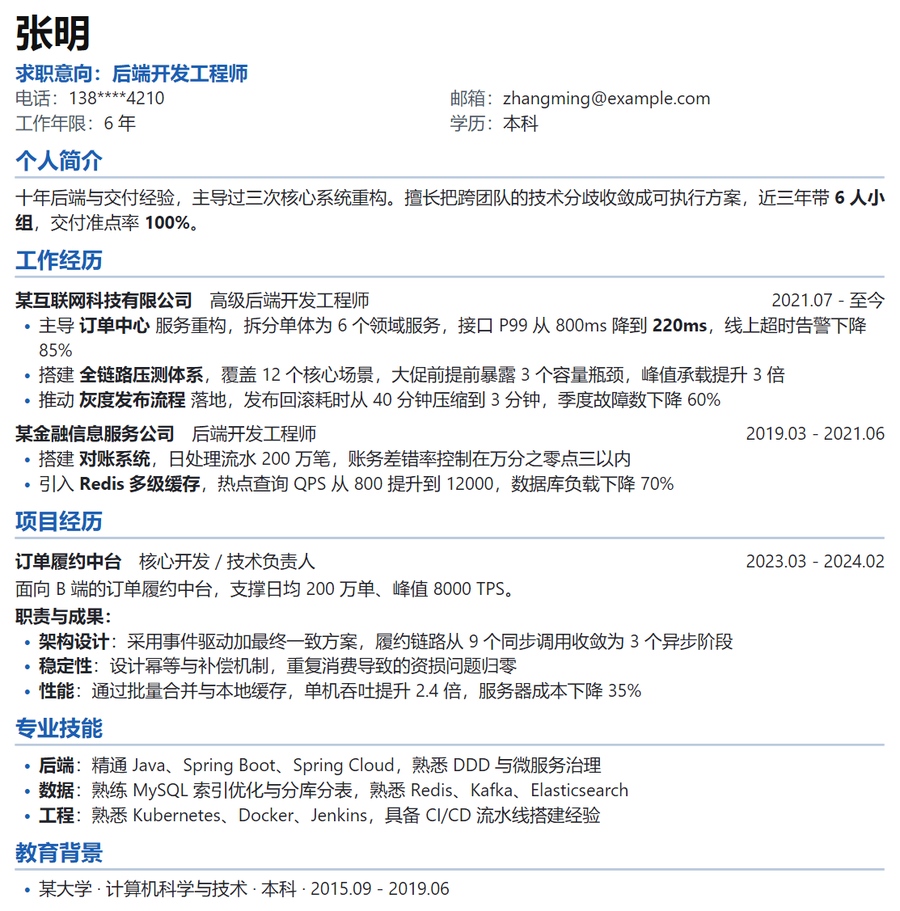 张明
求职意向：后端开发工程师
电话：138****4210
邮箱：zhangming@example.com
工作年限：6 年
学历：本科
个人简介
十年后端与交付经验，主导过三次核心系统重构。擅长把跨团队的技术分歧收敛成可执行方案，近三年带 6 人小
组，交付准点率 100%。
工作经历
某互联网科技有限公司 高级后端开发工程师 2021.07 - 至今
• 主导 订单中心 服务重构，拆分单体为 6 个领域服务，接口 P99 从 800ms 降到 220ms，线上超时告警下降
85%
• 搭建 全链路压测体系，覆盖 12 个核心场景，大促前提前暴露 3 个容量瓶颈，峰值承载提升 3 倍
• 推动 灰度发布流程 落地，发布回滚耗时从 40 分钟压缩到 3 分钟，季度故障数下降 60%
某金融信息服务公司 后端开发工程师 2019.03 - 2021.06
• 搭建 对账系统，日处理流水 200 万笔，账务差错率控制在万分之零点三以内
• 引入 Redis 多级缓存，热点查询 QPS 从 800 提升到 12000，数据库负载下降 70%
项目经历
订单履约中台 核心开发 / 技术负责人 2023.03 - 2024.02
面向 B 端的订单履约中台，支撑日均 200 万单、峰值 8000 TPS。
职责与成果：
• 架构设计：采用事件驱动加最终一致方案，履约链路从 9 个同步调用收敛为 3 个异步阶段
• 稳定性：设计幂等与补偿机制，重复消费导致的资损问题归零
• 性能：通过批量合并与本地缓存，单机吞吐提升 2.4 倍，服务器成本下降 35%
专业技能
• 后端：精通 Java、Spring Boot、Spring Cloud，熟悉 DDD 与微服务治理
• 数据：熟练 MySQL 索引优化与分库分表，熟悉 Redis、Kafka、Elasticsearch
• 工程：熟悉 Kubernetes、Docker、Jenkins，具备 CI/CD 流水线搭建经验
教育背景
• 某大学 · 计算机科学与技术 · 本科 · 2015.09 - 2019.06